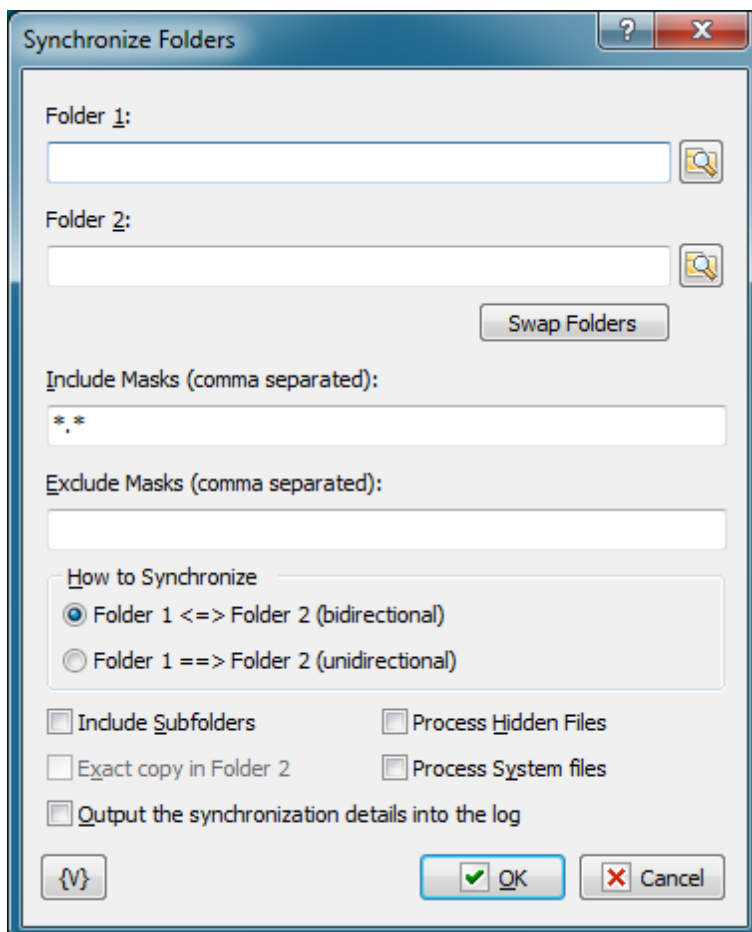 Synchronize Folders
?
Folder 1:
Folder 2:
Swap Folders
Include Masks (comma separated):
*.*
Exclude Masks (comma separated):
How to Synchronize
Folder 1 <=> Folder 2 (bidirectional)
Folder 1 ==> Folder 2 (unidirectional)
Include Subfolders
Process Hidden Files
Exact copy in Folder 2
Process System files
Output the synchronization details into the log
{V}
OK
Cancel